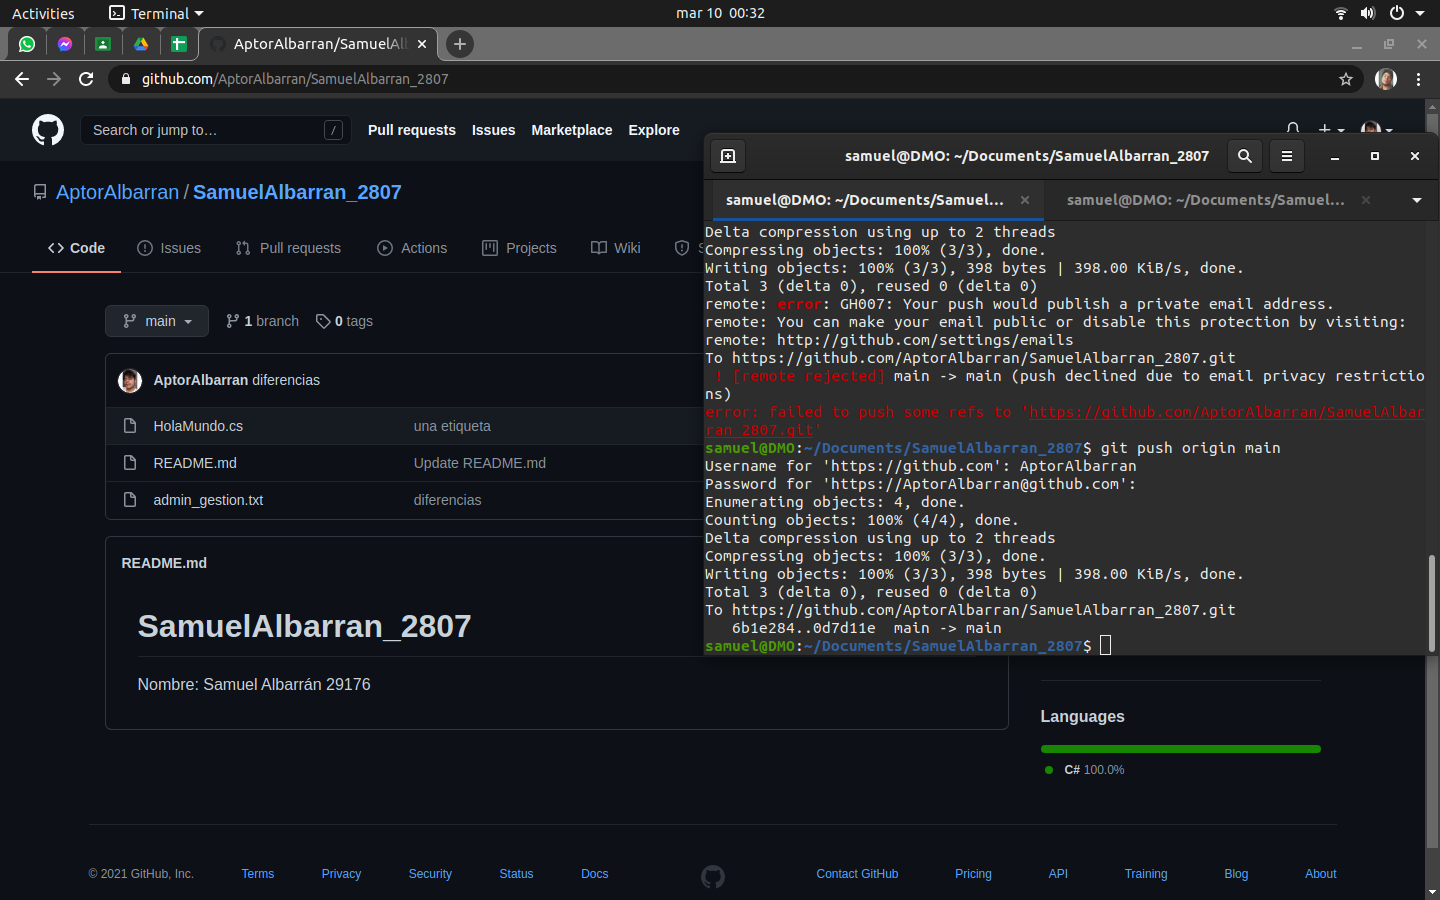 Activities
Terminal
mar 10 00:32
AptorAlbarran/SamuelAl
github.com/AptorAlbarran/SamuelAlbarran_2807
Search or jump to…
/
Pull requests
Issues
Marketplace
Explore
AptorAlbarran / SamuelAlbarran_2807
Code
Issues
Pull requests
Actions
Projects
Wiki
S
main
1 branch
0 tags
AptorAlbarran diferencias
HolaMundo.cs una etiqueta
README.md Update README.md
admin_gestion.txt diferencias
README.md
SamuelAlbarran_2807
Nombre: Samuel Albarrán 29176
samuel@DMO: ~/Documents/SamuelAlbarran_2807
samuel@DMO: ~/Documents/Samuel...
samuel@DMO: ~/Documents/Samuel...
Delta compression using up to 2 threads
Compressing objects: 100% (3/3), done.
Writing objects: 100% (3/3), 398 bytes | 398.00 KiB/s, done.
Total 3 (delta 0), reused 0 (delta 0)
remote: error: GH007: Your push would publish a private email address.
remote: You can make your email public or disable this protection by visiting:
remote: http://github.com/settings/emails
To https://github.com/AptorAlbarran/SamuelAlbarran_2807.git
! [remote rejected] main -> main (push declined due to email privacy restrictio
ns)
error: failed to push some refs to 'https://github.com/AptorAlbarran/SamuelAlbar
ran_2807.git'
samuel@DMO:~/Documents/SamuelAlbarran_2807$ git push origin main
Username for 'https://github.com': AptorAlbarran
Password for 'https://AptorAlbarran@github.com':
Enumerating objects: 4, done.
Counting objects: 100% (4/4), done.
Delta compression using up to 2 threads
Compressing objects: 100% (3/3), done.
Writing objects: 100% (3/3), 398 bytes | 398.00 KiB/s, done.
Total 3 (delta 0), reused 0 (delta 0)
To https://github.com/AptorAlbarran/SamuelAlbarran_2807.git
6b1e284..0d7d11e main -> main
samuel@DMO:~/Documents/SamuelAlbarran_2807$
Languages
C# 100.0%
© 2021 GitHub, Inc.
Terms
Privacy
Security
Status
Docs
Contact GitHub
Pricing
API
Training
Blog
About